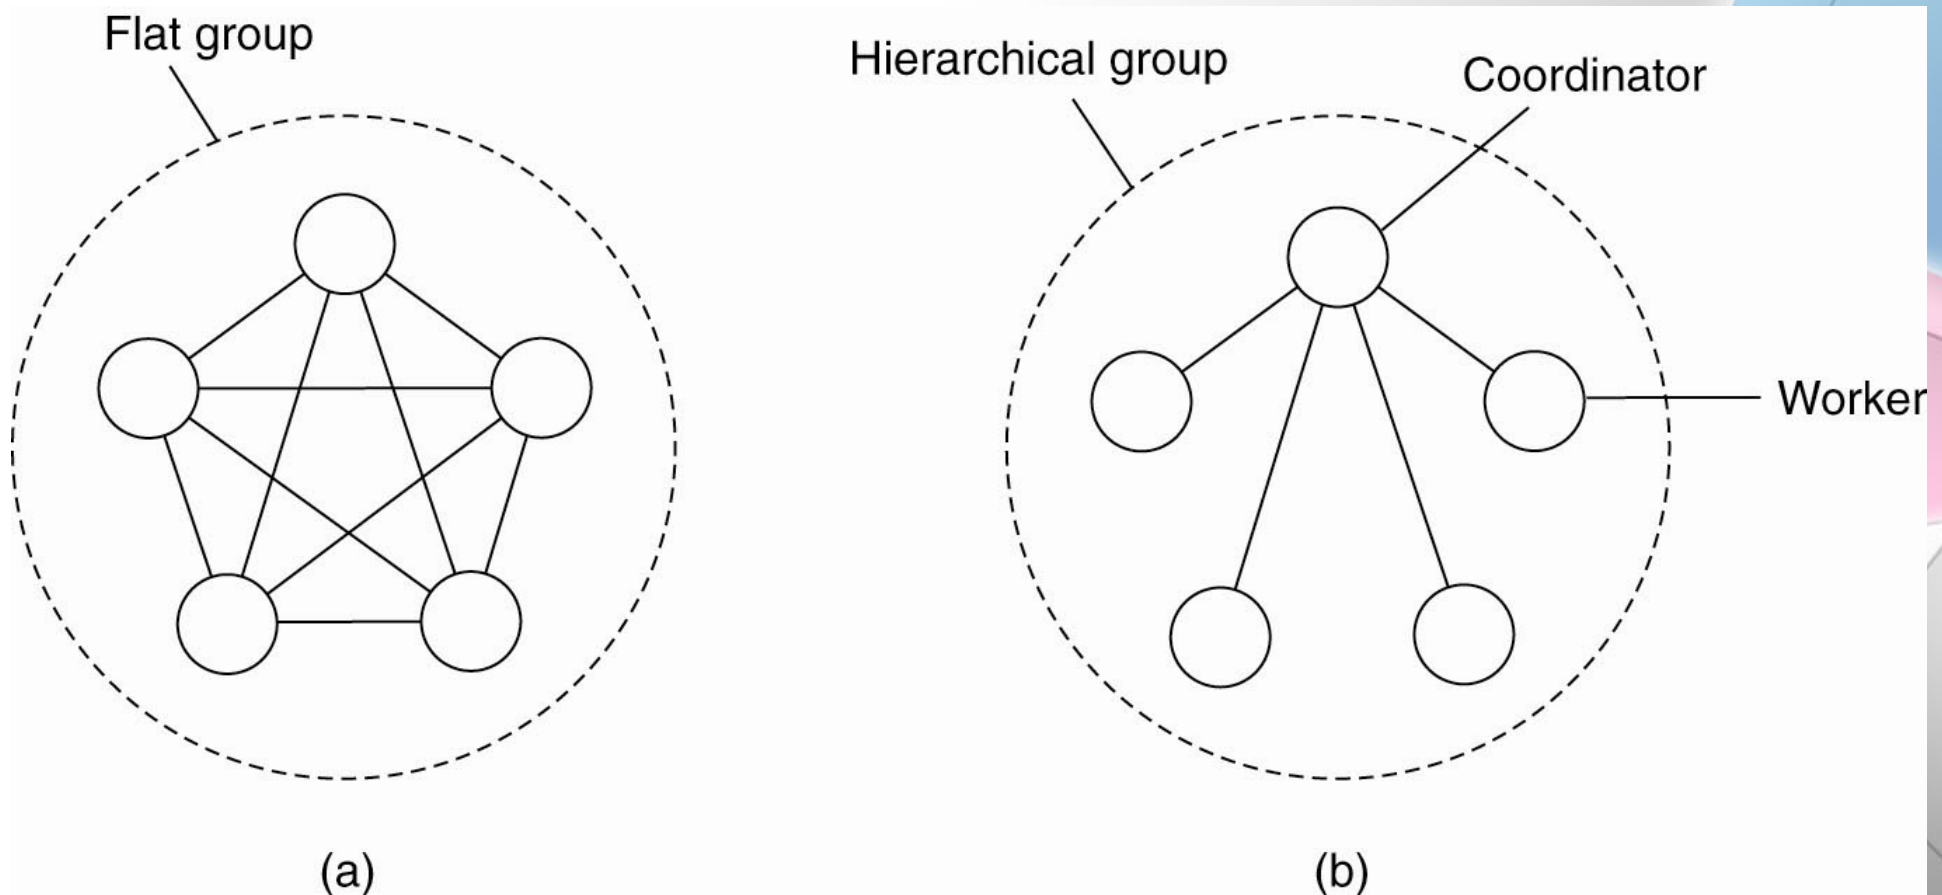 Flat group
Hierarchical group
Coordinator
Worker
(a)
(b)